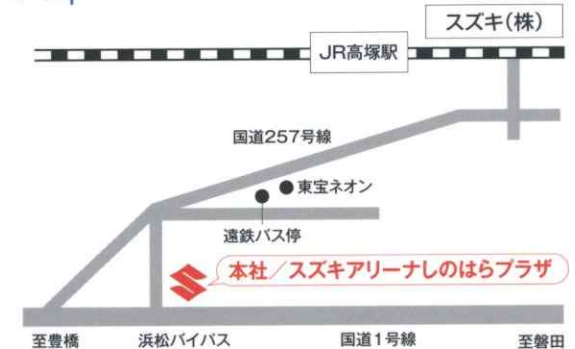 スズキ（株）
JR高塚駅
国道257号線
東宝ネオン
遠鉄バス停
本社／スズキアリーナしのはらプラザ
至豊橋
浜松バイパス
国道1号線
至磐田